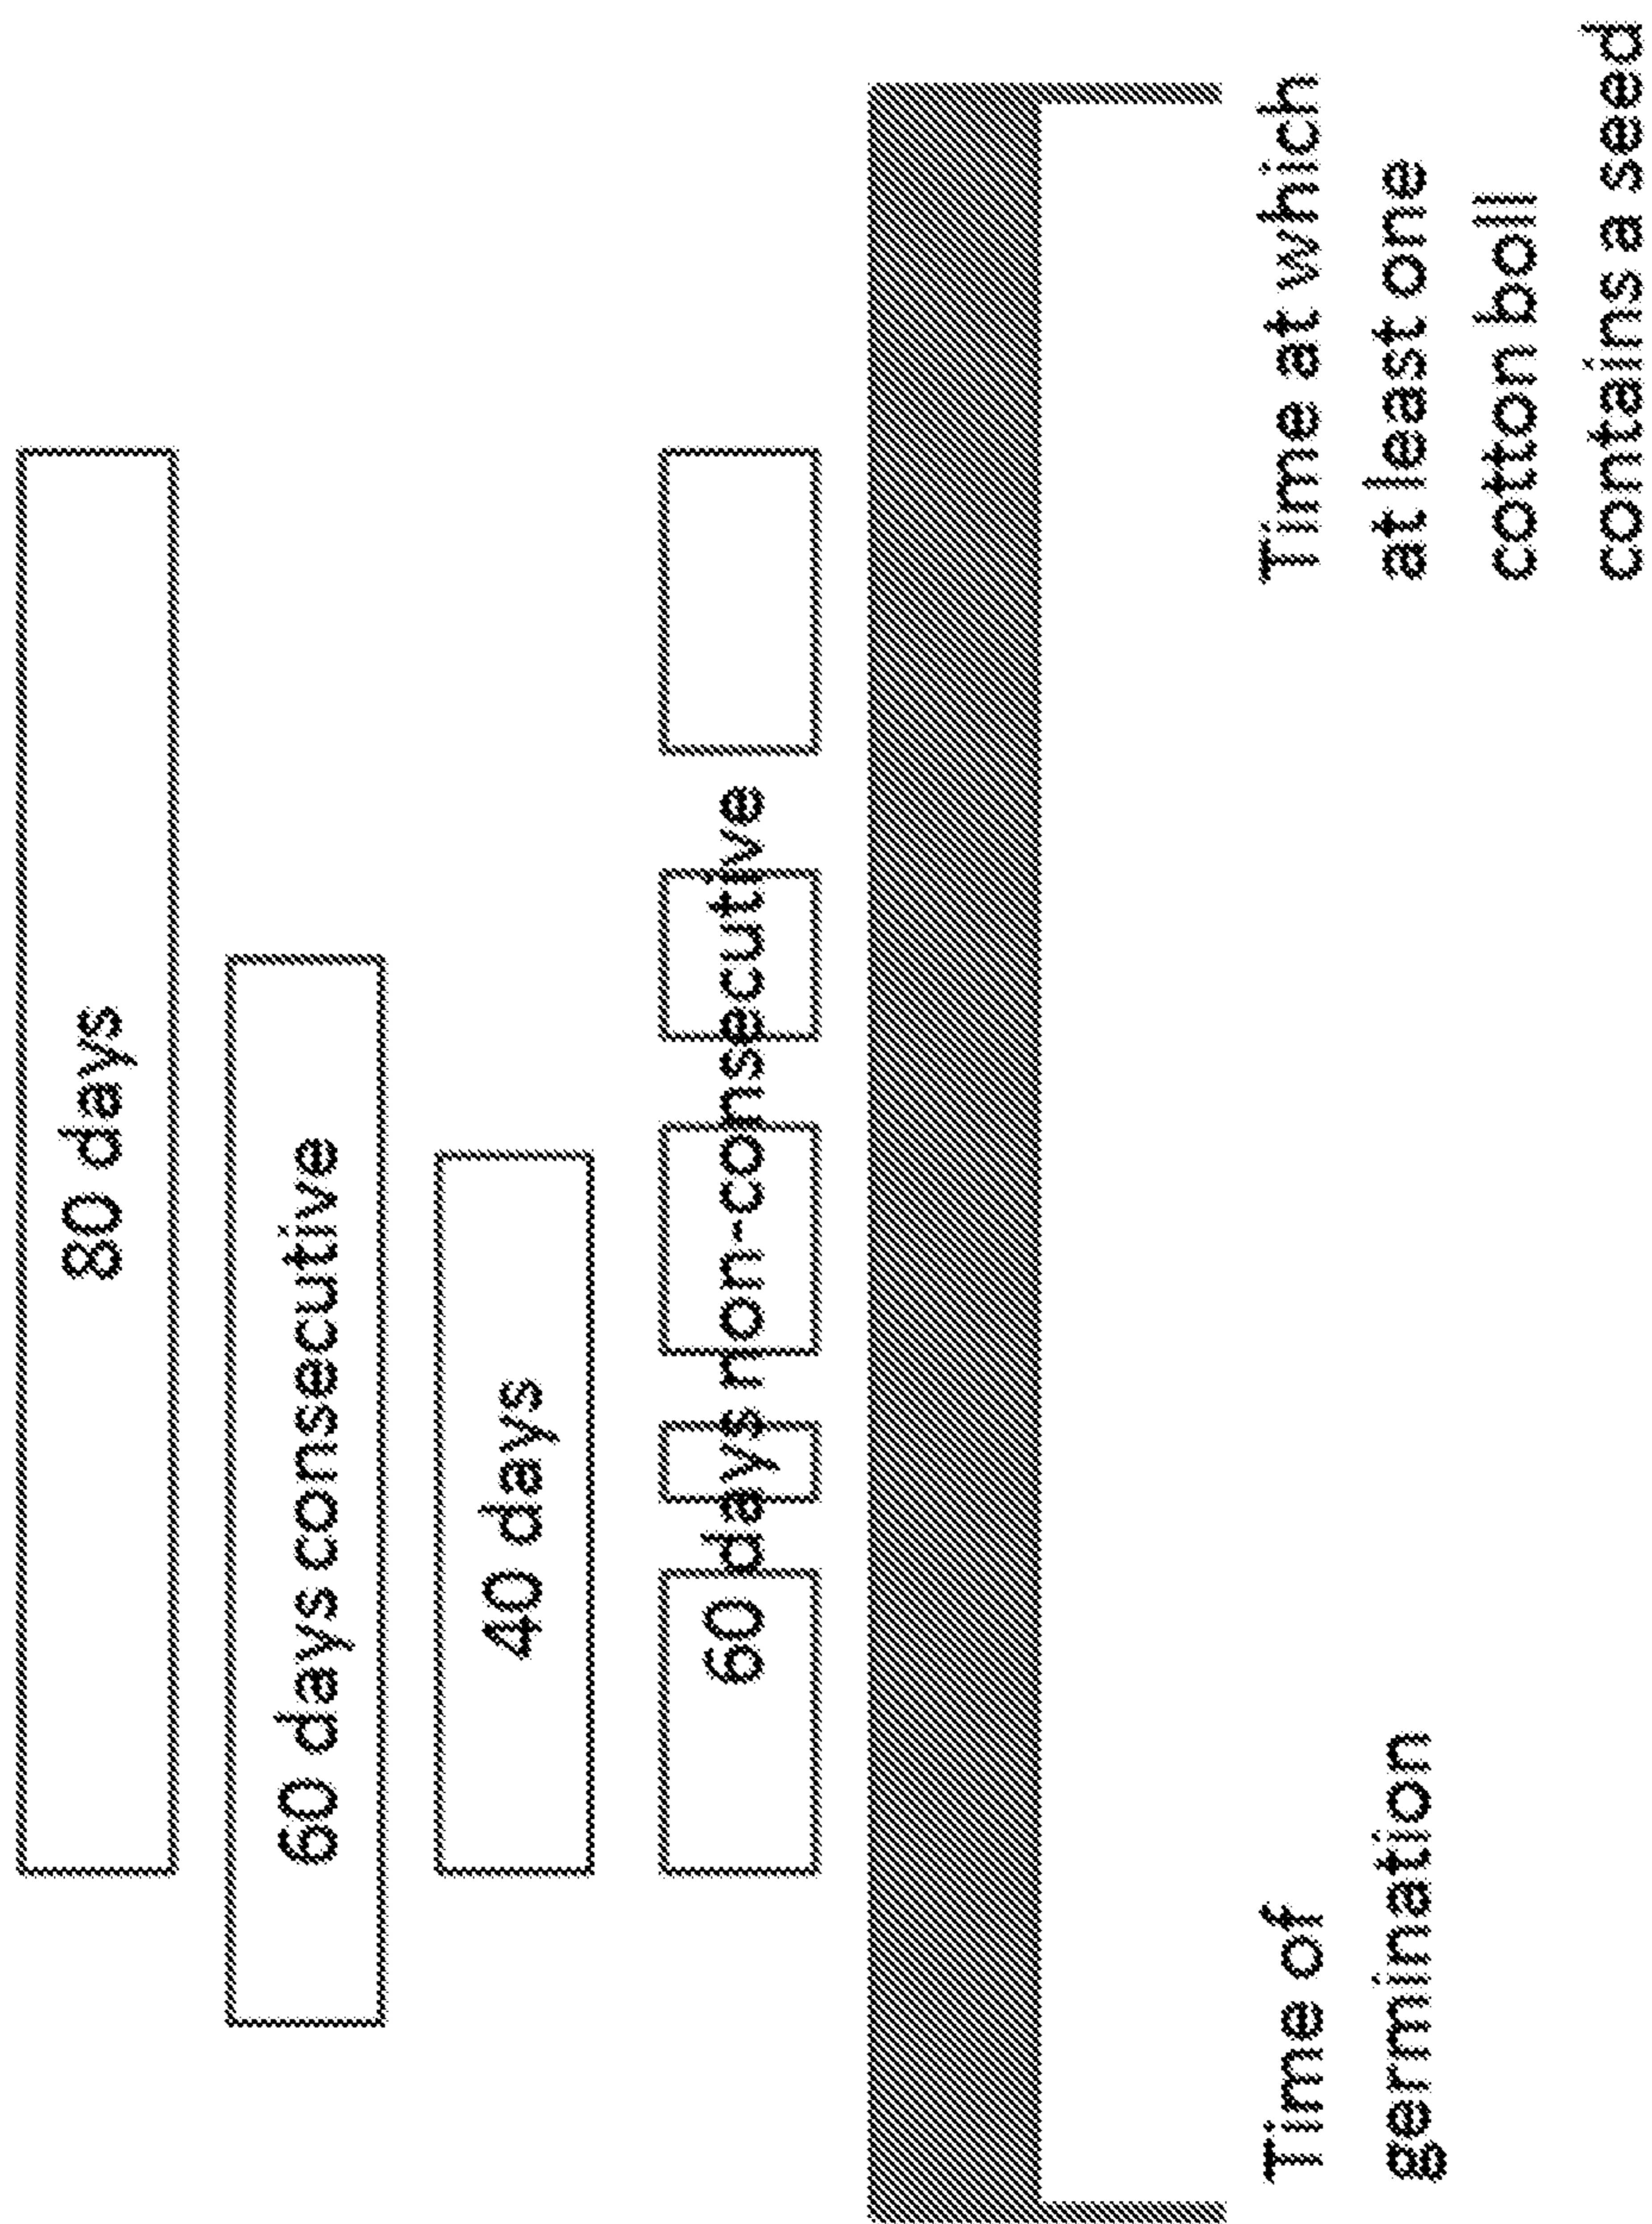 80 days
60 days consecutive
40 days
60 days non-consecutive
Time of
germination
Time at which
at least one
cotton boll
contains a seed